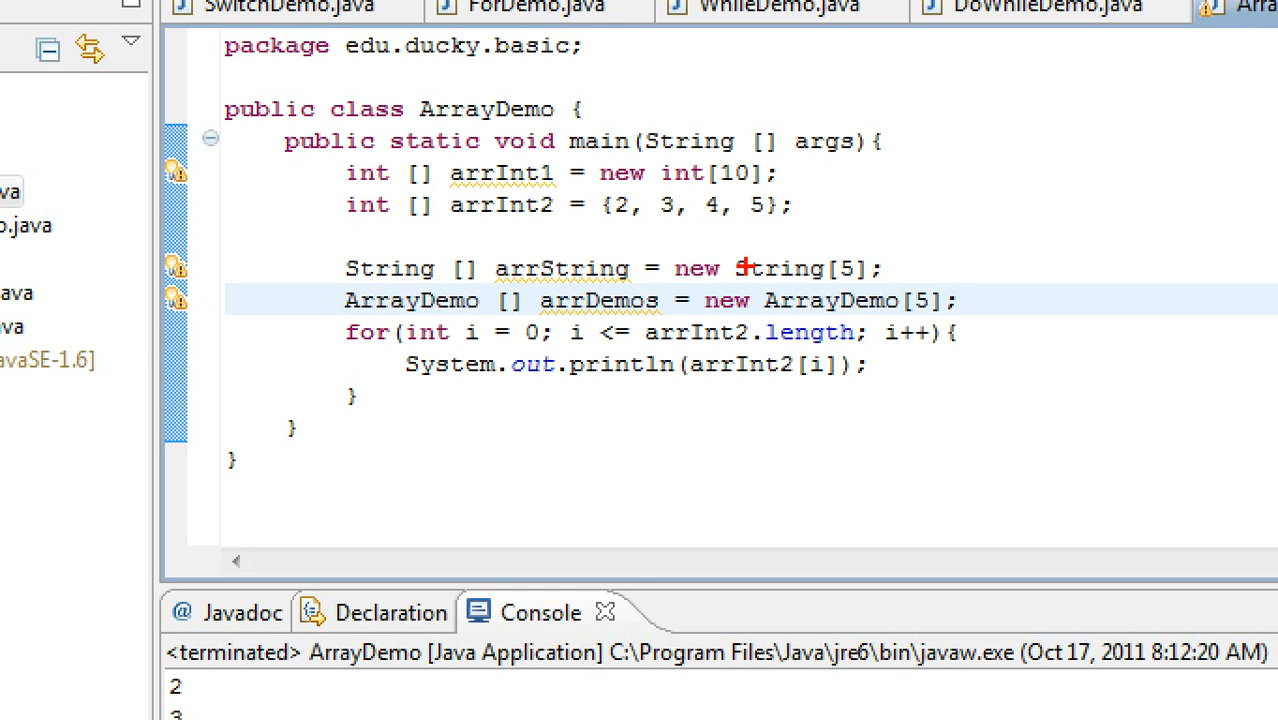 SwitchDemo.java ForDemo.java WhileDemo.java DoWhileDemo.java Arra
package edu.ducky.basic;
public class ArrayDemo {
public static void main(String [] args){
int [] arrInt1 = new int[10];
int [] arrInt2 = {2, 3, 4, 5};
String [] arrString = new String[5];
ArrayDemo [] arrDemos = new ArrayDemo[5];
for(int i = 0; i <= arrInt2.length; i++){
System.out.println(arrInt2[i]);
}
}
}
va
o.java
ava
va
avaSE-1.6]
@ Javadoc Declaration Console
<terminated> ArrayDemo [Java Application] C:\Program Files\Java\jre6\bin\javaw.exe (Oct 17, 2011 8:12:20 AM)
2
3